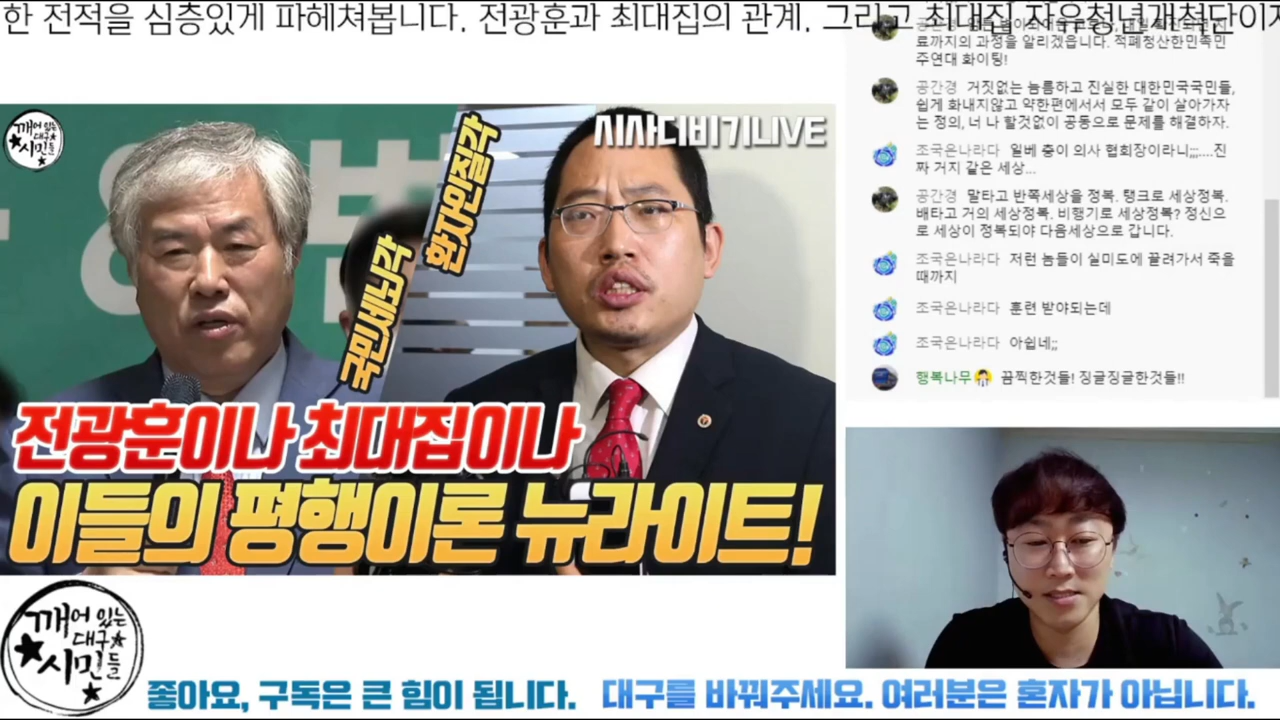 한 전적을 심층있게 파헤쳐봅니다. 전광훈과 최대집의 관계. 그리고 최대집 자유청년개척단이
료까지의 과정을 알리겠읍니다. 적폐청산한민족민
주연대 화이팅!
공간경 거짓없는 늠름하고 진실한 대한민국국민들,
쉽게 화내지않고 약한편에서서 모두 같이 살아가자
는 정의, 너 나 할것없이 공동으로 문제를 해결하자.
조국은나라다 일베 충이 의사 협회장이라니;;;....진
짜 거지 같은 세상...
공간경 말타고 반쪽세상을 정복. 탱크로 세상정복.
배타고 거의 세상정복. 비행기로 세상정복? 정신으
로 세상이 정복되야 다음세상으로 갑니다.
조국은나라다 저런 놈들이 실미도에 끌려가서 죽을
때까지
조국은나라다 훈련 받아되는데
조국은나라다 아쉽네;;
행복나무 끔찍한것들! 징글징글한것들!!
깨어 있는
대구
시민들
시사디비기LIVE
환자인질각
국민세뇌각
전광훈이나 최대집이나
이들의 평행이론 뉴라이트!
깨어 있는
대구
시민들
좋아요, 구독은 큰 힘이 됩니다. 대구를 바꿔주세요. 여러분은 혼자가 아닙니다.